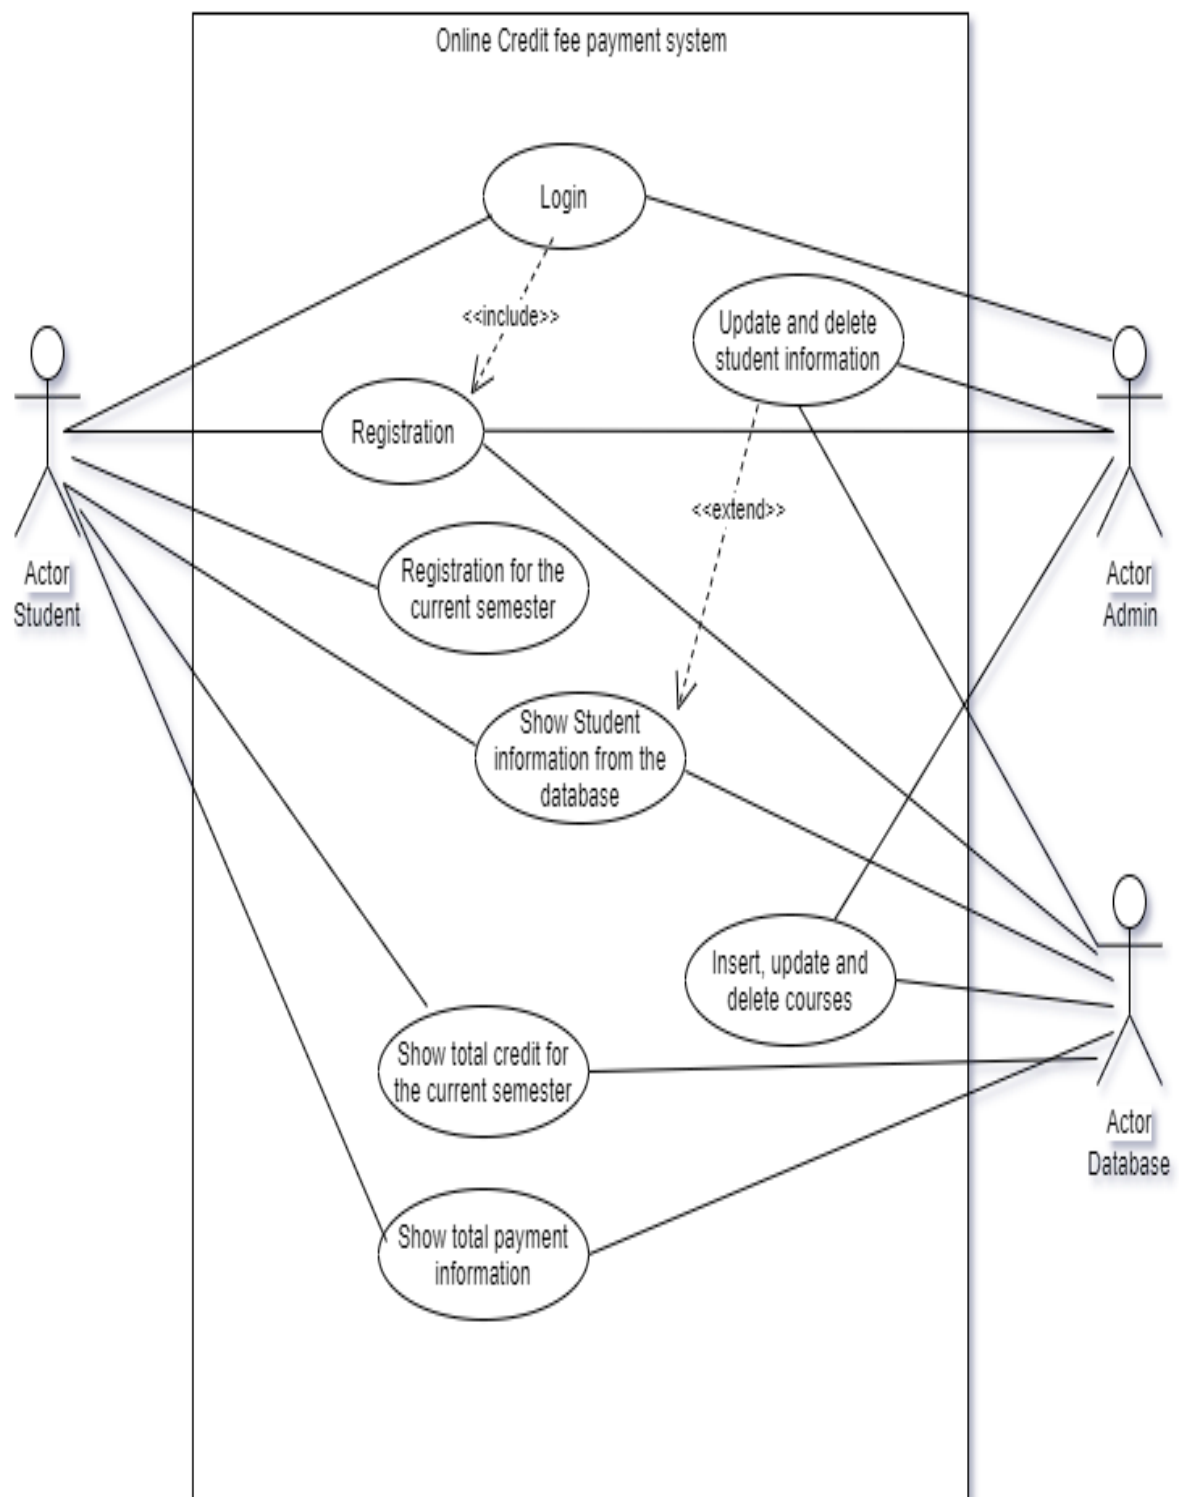 Online Credit fee payment system
Login
<<include>>
Update and delete
student information
Registration
<<extend>>
Registration for the
current semester
Actor
Student
Actor
Admin
Show Student
information from the
database
Insert, update and
delete courses
Show total credit for
the current semester
Actor
Database
Show total payment
information